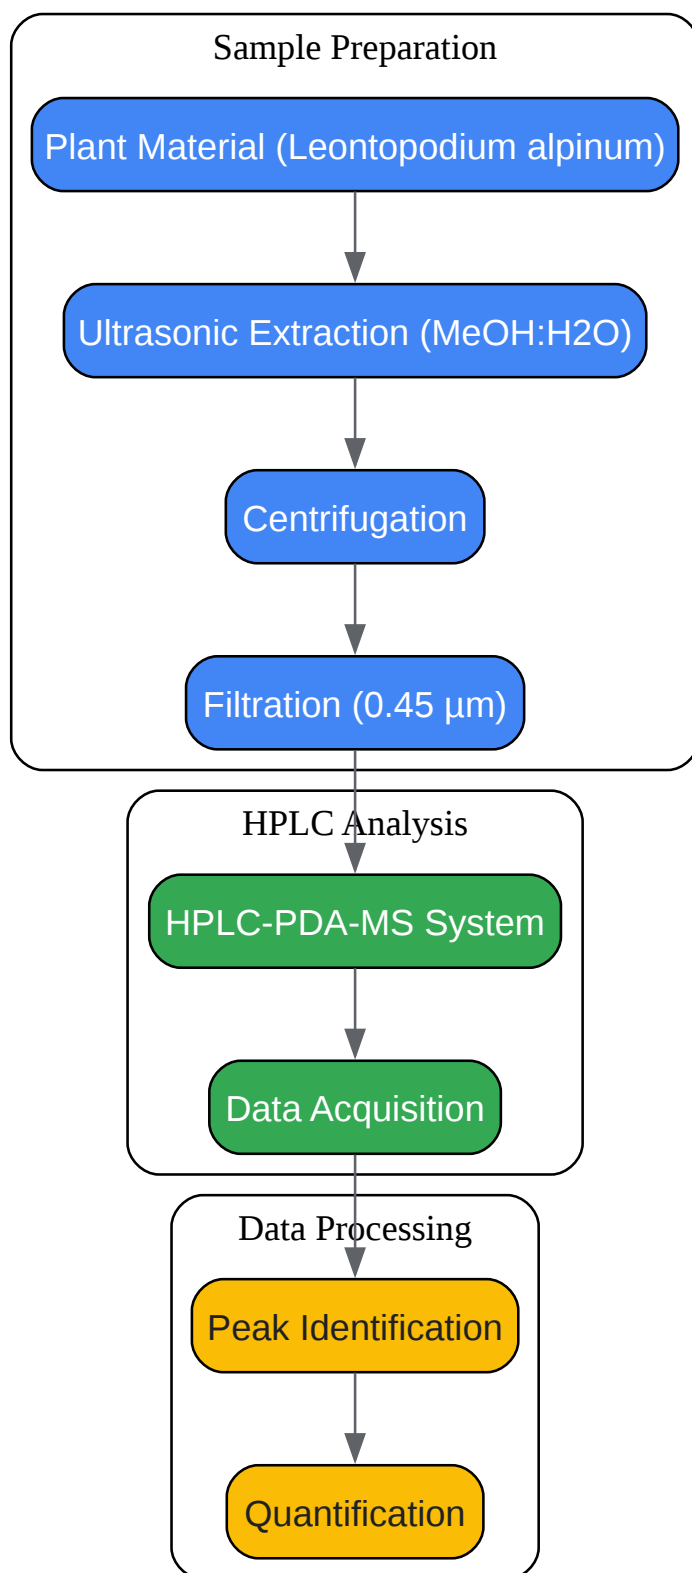 Sample Preparation
Plant Material (Leontopodium alpinum)
Ultrasonic Extraction (MeOH:H2O)
Centrifugation
Filtration (0.45 µm)
HPLC Analysis
HPLC-PDA-MS System
Data Acquisition
Data Processing
Peak Identification
Quantification